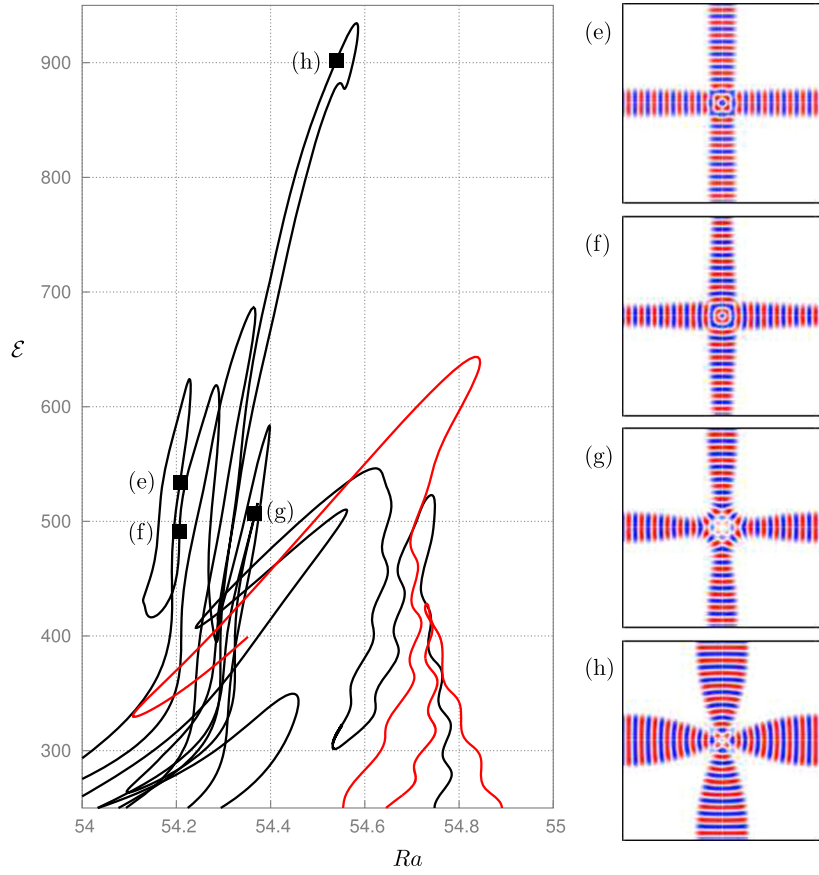 900
800
700
600
500
400
300
ℰ
54
54.2
54.4
54.6
54.8
55
Ra
(h)
(e)
(f)
(g)
(e)
(f)
(g)
(h)